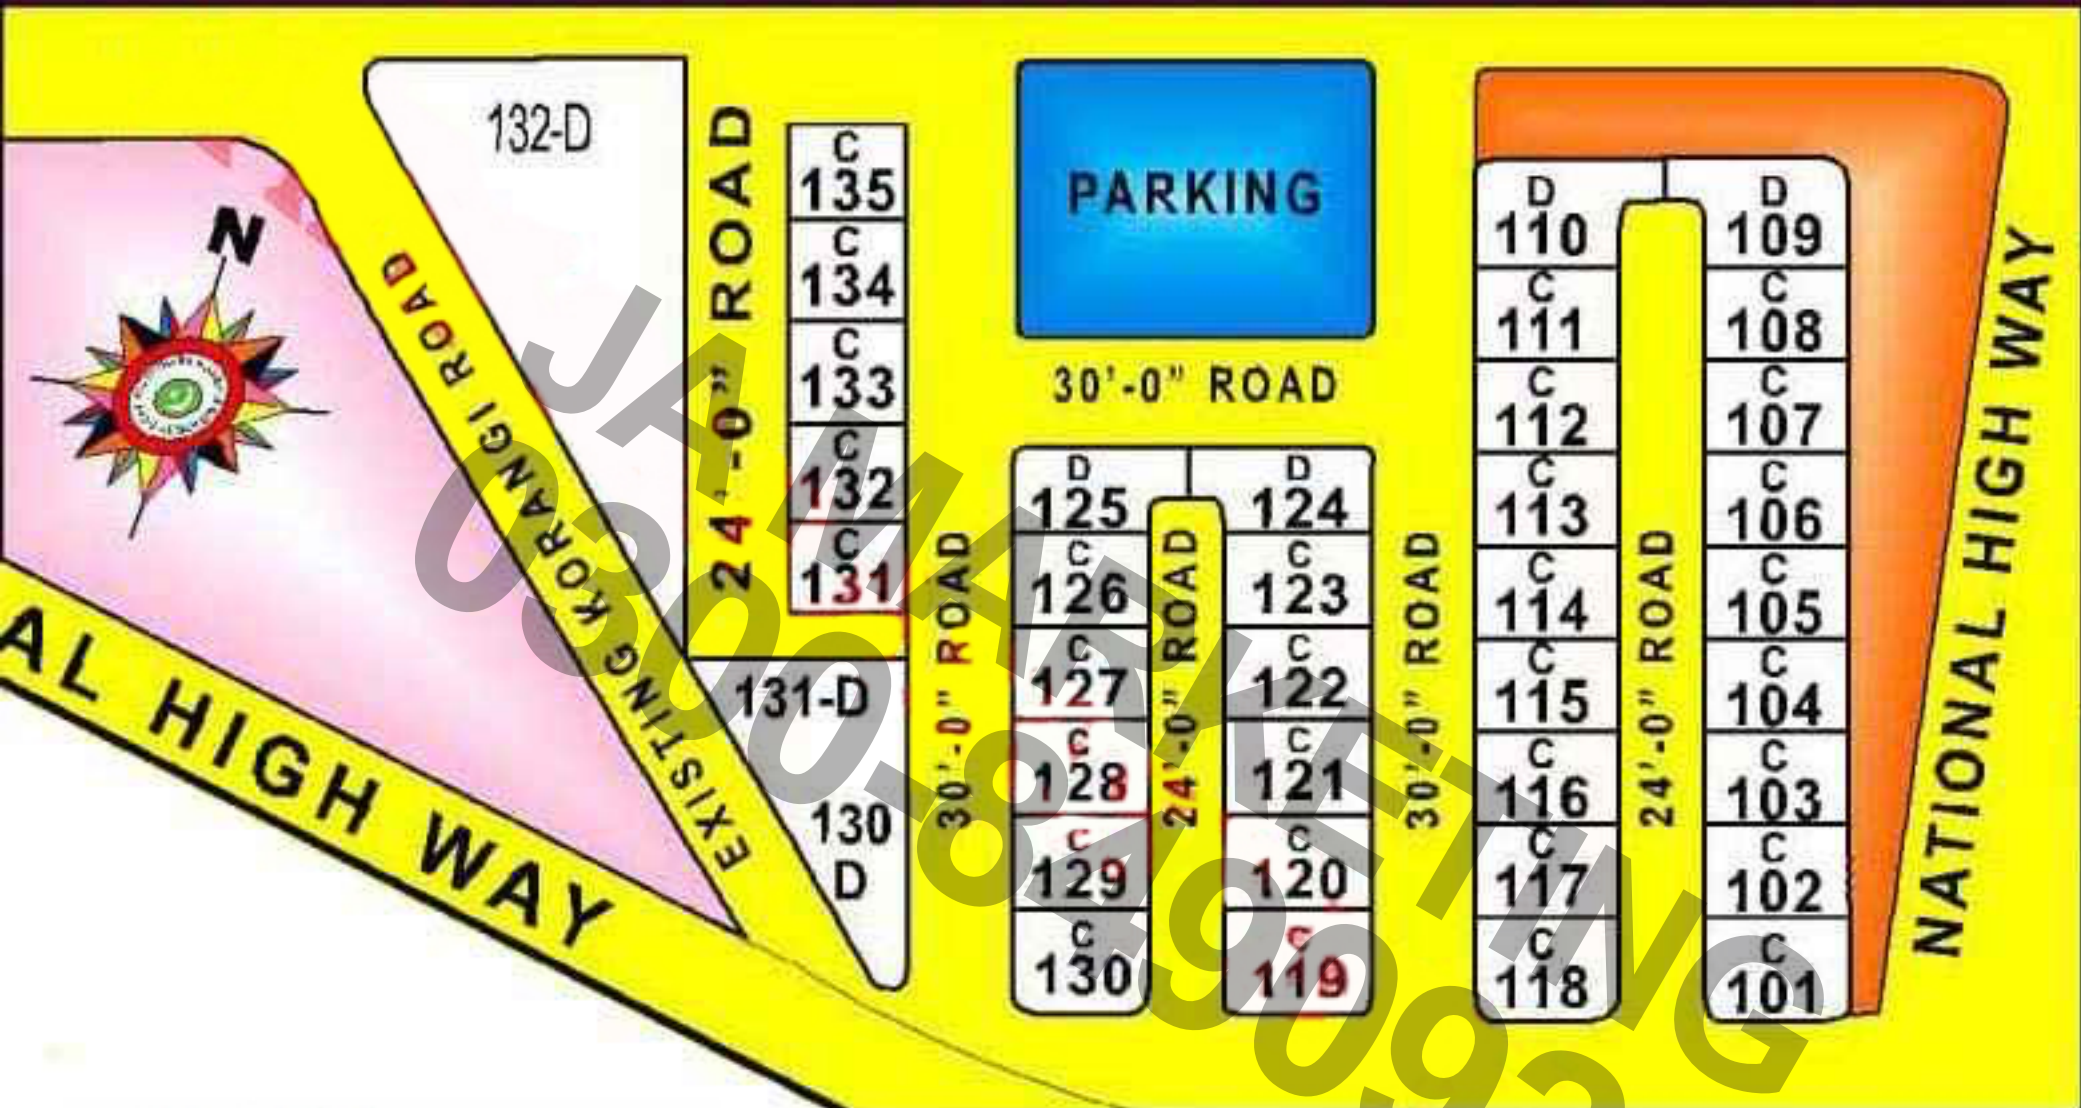 132-D
N
EXISTING KORANGI ROAD
AL HIGH WAY
24'-0" ROAD
C
135
C
134
C
133
C
132
C
131
131-D
130
D
30'-0" ROAD
PARKING
30'-0" ROAD
D
125
C
126
C
127
C
128
C
129
C
130
24'-0" ROAD
D
124
C
123
C
122
C
121
C
120
C
119
30'-0" ROAD
D
110
C
111
C
112
C
113
C
114
C
115
C
116
C
117
C
118
24'-0" ROAD
D
109
C
108
C
107
C
106
C
105
C
104
C
103
C
102
C
101
NATIONAL HIGH WAY
JA MARKETING